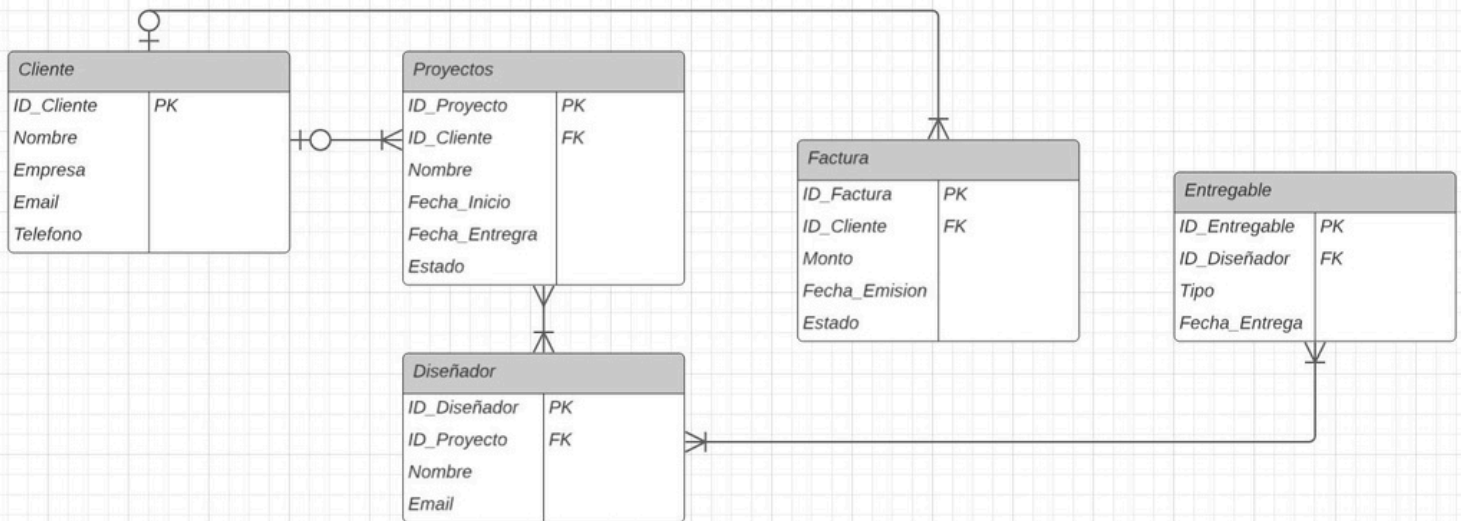 Cliente
ID_Cliente PK
Nombre
Empresa
Email
Telefono
Proyectos
ID_Proyecto PK
ID_Cliente FK
Nombre
Fecha_Inicio
Fecha_Entregra
Estado
Diseñador
ID_Diseñador PK
ID_Proyecto FK
Nombre
Email
Factura
ID_Factura PK
ID_Cliente FK
Monto
Fecha_Emision
Estado
Entregable
ID_Entregable PK
ID_Diseñador FK
Tipo
Fecha_Entrega